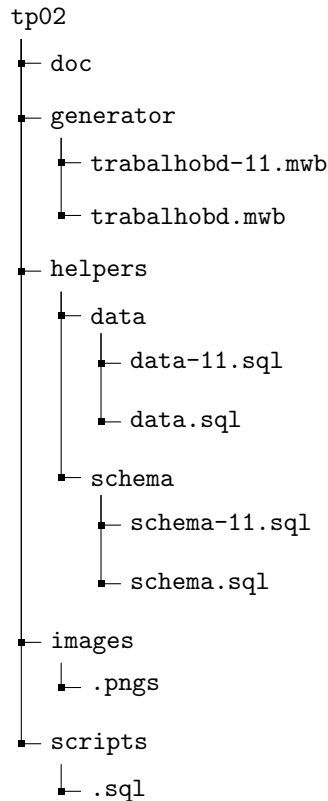 tp02
doc
generator
trabalhobd-11.mwb
trabalhobd.mwb
helpers
data
data-11.sql
data.sql
schema
schema-11.sql
schema.sql
images
.pngs
scripts
.sql